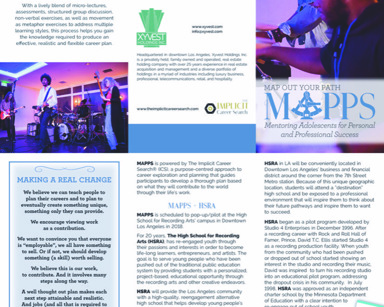 With a lively blend of micro-lectures,
assessments, structured group discussion,
non-verbal exercises, as well as movement
as metaphor exercises to address multiple
learning styles, this process helps you gain
the knowledge required to produce an
effective, realistic and flexible career plan.
XYVEST
HOLDINGS
www.xyvest.com
info@xyvest.com
Headquartered in downtown Los Angeles, Xyvest Holdings Inc.
is a privately held, family owned and operated, real estate
holding company with over 25 years experience in real estate
acquisition and management and a diverse portfolio of
holdings in a myriad of industries including luxury business,
professional, telecommunications, retail, and hospitality.
www.theimplicitcareersearch.com
IMPLICIT
Career Search
MAP OUT YOUR PATH
MAPPS
Mentoring Adolescents for Personal
and Professional Success
MAKING A REAL CHANGE
We believe we can teach people to
plan their careers and to plan to
eventually create something unique,
something only they can provide.
We encourage viewing work
as a contribution.
We want to convince you that everyone
is "employable", we all have something
to sell. Or if not, we should develop
something (a skill) worth selling.
We believe this is our work,
to contribute. And it involves many
steps along the way.
A well thought out plan makes each
next step attainable and realistic.
And jobs (and all that is required to
MAPPS is powered by The Implicit Career
Search® (ICS), a purpose-centred approach
to career exploration and planning that guides
participants to envision a thorough plan based
on what they will contribute to the world
through their life's work.
MAPPS - HSRA
MAPPS is scheduled to pop-up/pilot at the High
School for Recording Arts' campus in Downtown
Los Angeles in 2018.
For 20 years, The High School for Recording
Arts (HSRA), has re-engaged youth through
their passions and interests in order to become
life-long learners, entrepreneurs, and artists. The
goal is to serve young people who have been
pushed out of the traditional public education
system by providing students with a personalized,
project-based, educational opportunity through
the recording arts and other creative endeavors.
HSRA will provide the Los Angeles community
with a high-quality, reengagement alternative
high school that helps develop young people's
HSRA in LA will be conveniently located in
Downtown Los Angeles' business and financial
district around the corner from the 7th Street
Metro station. Because of this unique geographic
location, students will attend a "destination"
high school and be exposed to a professional
environment that will inspire them to think about
their future pathways and inspire them to want
to succeed.
HSRA began as a pilot program developed by
Studio 4 Enterprises in December 1996. After
a recording career with Rick and Roll Hall of
Famer, Prince, David T.C. Ellis started Studio 4
as a recording production facility. When youth
from the community who were truant
or dropped out of school started showing an
interest in the studio and recording their music,
David was inspired to turn his recording studio
into an educational pilot program, addressing
the dropout crisis in his community. In July
1998, HSRA was approved as an independent
charter school by the Minnesota Department
of Education with a clear intention to